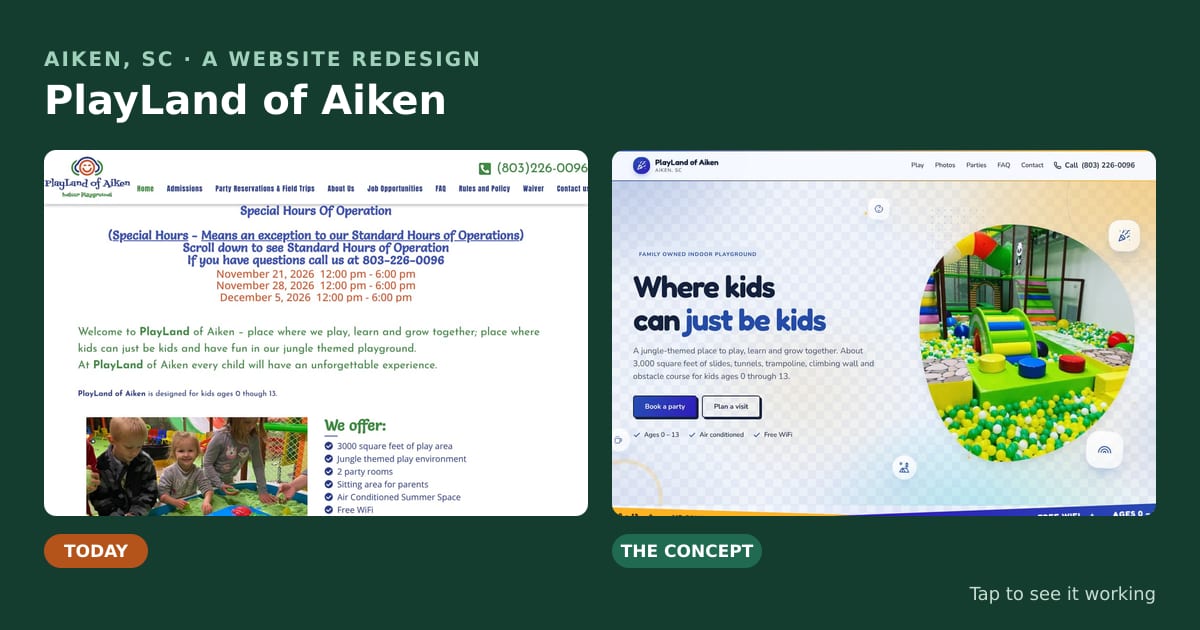 AIKEN, SC · A WEBSITE REDESIGN
PlayLand of Aiken
PlayLand of Aiken
Indoor Playground
(803)226-0096
Home Admissions Party Reservations & Field Trips About Us Job Opportunities FAQ Rules and Policy Waiver Contact us
Special Hours Of Operation
(Special Hours – Means an exception to our Standard Hours of Operations)
Scroll down to see Standard Hours of Operation
If you have questions call us at 803-226-0096
November 21, 2026 12:00 pm - 6:00 pm
November 28, 2026 12:00 pm - 6:00 pm
December 5, 2026 12:00 pm - 6:00 pm
Welcome to PlayLand of Aiken – place where we play, learn and grow together; place where
kids can just be kids and have fun in our jungle themed playground.
At PlayLand of Aiken every child will have an unforgettable experience.
PlayLand of Aiken is designed for kids ages 0 though 13.
We offer:
3000 square feet of play area
Jungle themed play environment
2 party rooms
Sitting area for parents
Air Conditioned Summer Space
Free WiFi
TODAY
PlayLand of Aiken
AIKEN, SC
Play Photos Parties FAQ Contact Call (803) 226-0096
FAMILY OWNED INDOOR PLAYGROUND
Where kids
can just be kids
A jungle-themed place to play, learn and grow together. About
3,000 square feet of slides, tunnels, trampoline, climbing wall and
obstacle course for kids ages 0 through 13.
Book a party Plan a visit
Ages 0–13 Air conditioned Free WiFi
FREE WIFI AGES 0 –
THE CONCEPT
Tap to see it working